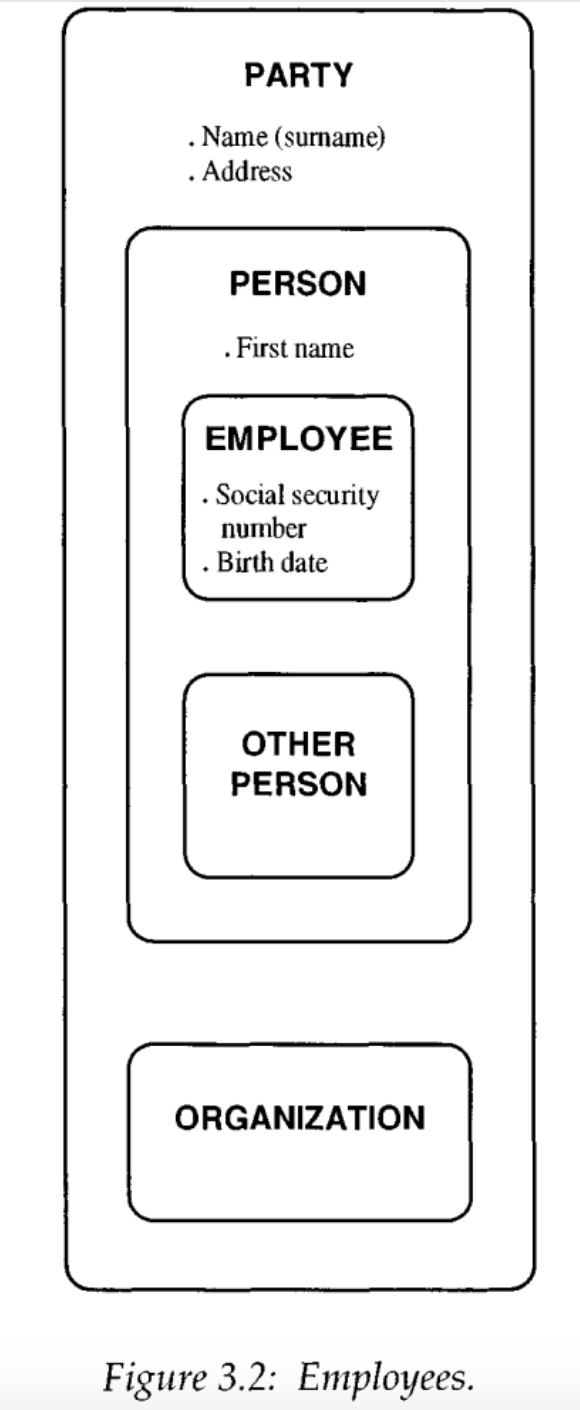 PARTY
. Name (surname)
. Address
PERSON
. First name
EMPLOYEE
. Social security
number
. Birth date
OTHER
PERSON
ORGANIZATION
Figure 3.2: Employees.